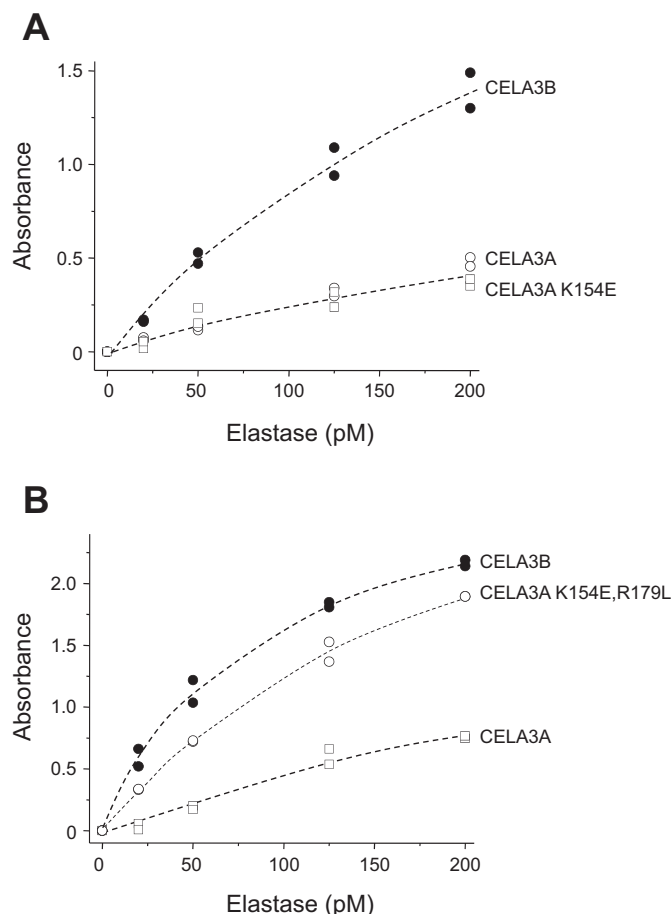 A
1.5
CELA3B
1.0
Absorbance
0.5
CELA3A
CELA3A K154E
0
0
50
100
150
200
Elastase (pM)
B
CELA3B
2.0
CELA3A K154E,R179L
1.5
Absorbance
1.0
CELA3A
0.5
0
0
50
100
150
200
Elastase (pM)